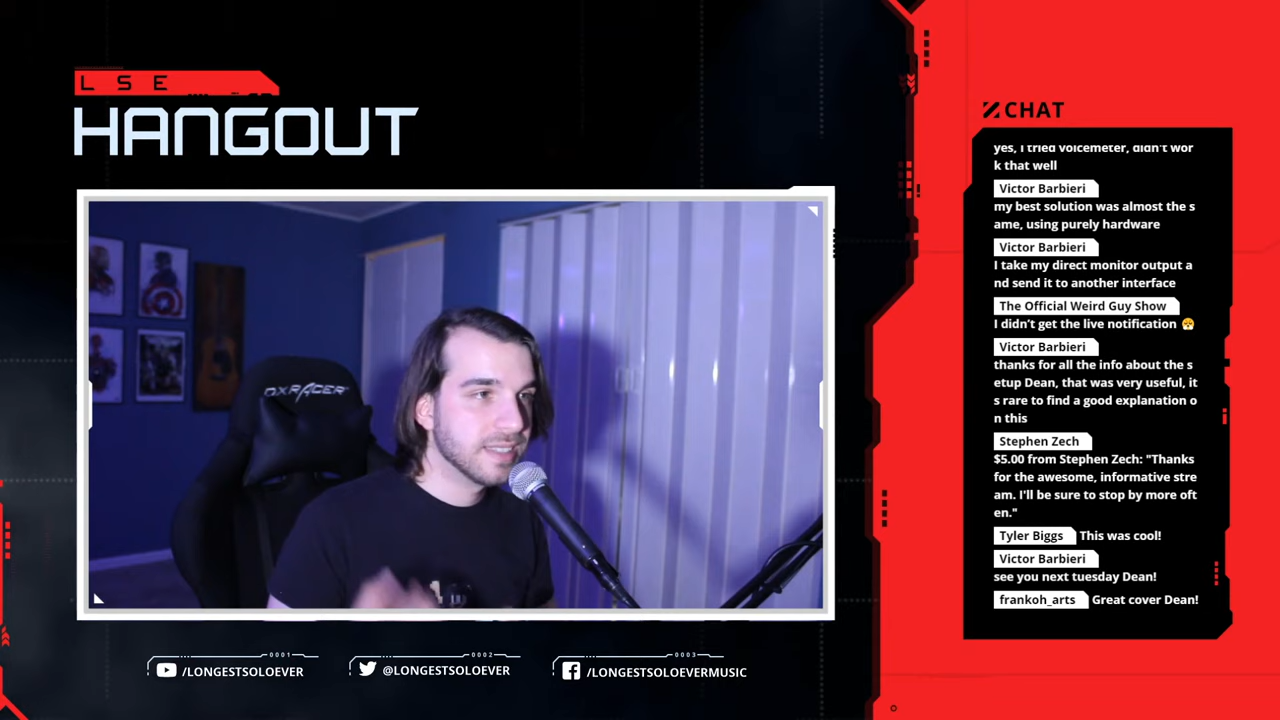 LSE
HANGOUT
DXRACER
0001
/LONGESTSOLOEVER
0002
@LONGESTSOLOEVER
0003
/LONGESTSOLOEVERMUSIC
CHAT
yes, I tried voicemeter, didn't wor
k that well
Victor Barbieri
my best solution was almost the s
ame, using purely hardware
Victor Barbieri
I take my direct monitor output a
nd send it to another interface
The Official Weird Guy Show
I didn't get the live notification 😤
Victor Barbieri
thanks for all the info about the s
etup Dean, that was very useful, it
s rare to find a good explanation o
n this
Stephen Zech
$5.00 from Stephen Zech: "Thanks
for the awesome, informative stre
am. I'll be sure to stop by more oft
en."
Tyler Biggs This was cool!
Victor Barbieri
see you next tuesday Dean!
frankoh_arts Great cover Dean!